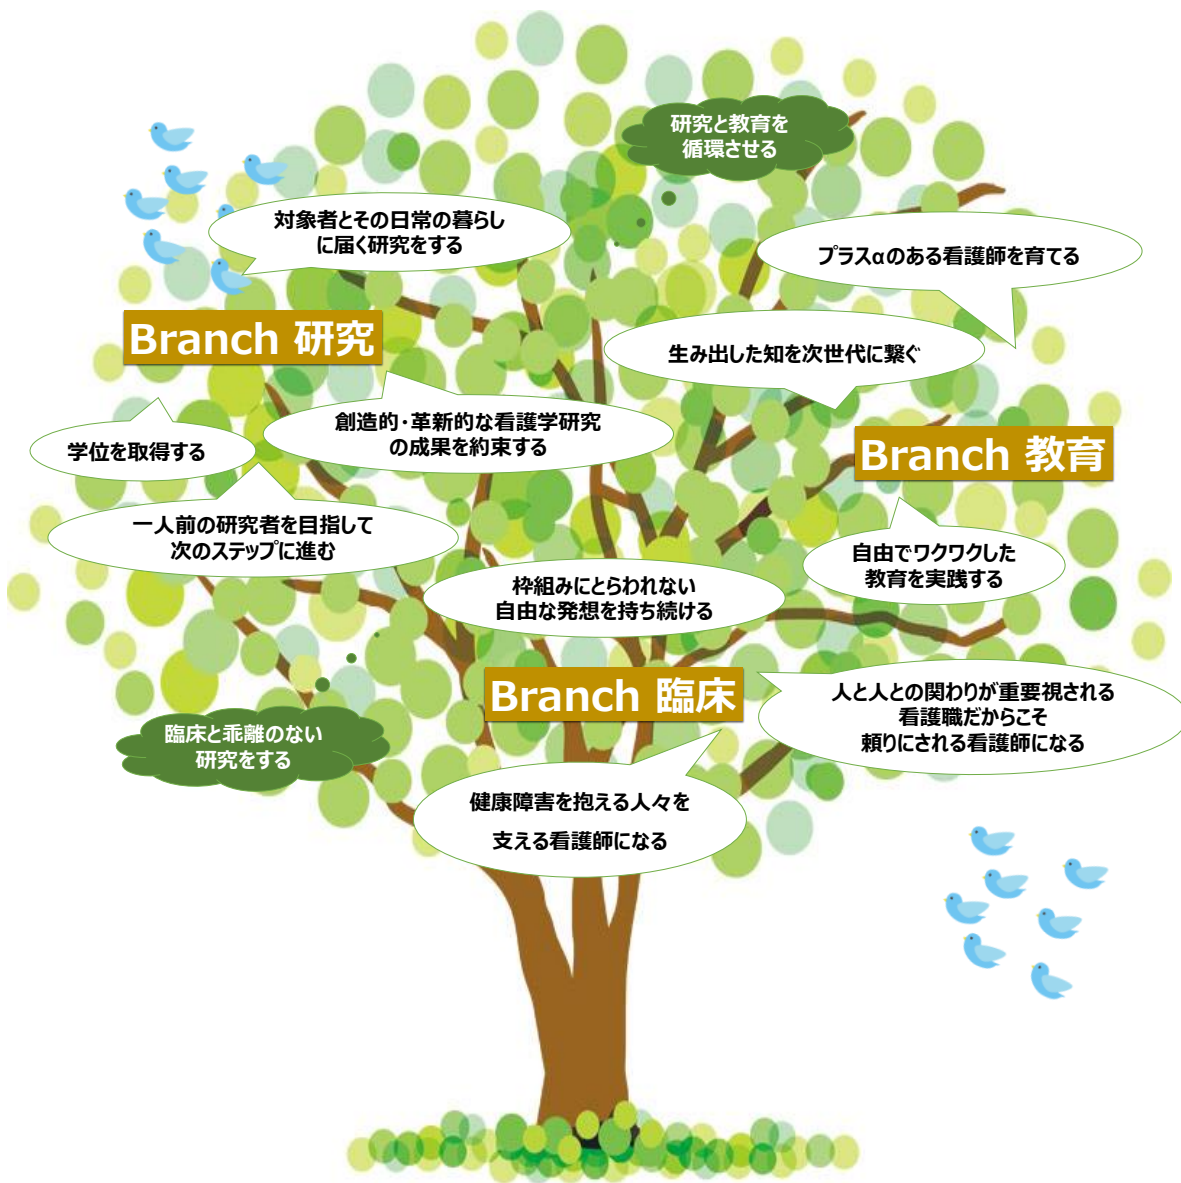 研究と教育を
循環させる
対象者とその日常の暮らし
に届く研究をする
プラスαのある看護師を育てる
Branch 研究
生み出した知を次世代に繋ぐ
創造的・革新的な看護学研究
の成果を約束する
学位を取得する
Branch 教育
一人前の研究者を目指して
次のステップに進む
自由でワクワクした
教育を実践する
枠組みにとらわれない
自由な発想を持ち続ける
Branch 臨床
人と人との関わりが重要視される
看護職だからこそ
頼りにされる看護師になる
臨床と乖離のない
研究をする
健康障害を抱える人々を
支える看護師になる